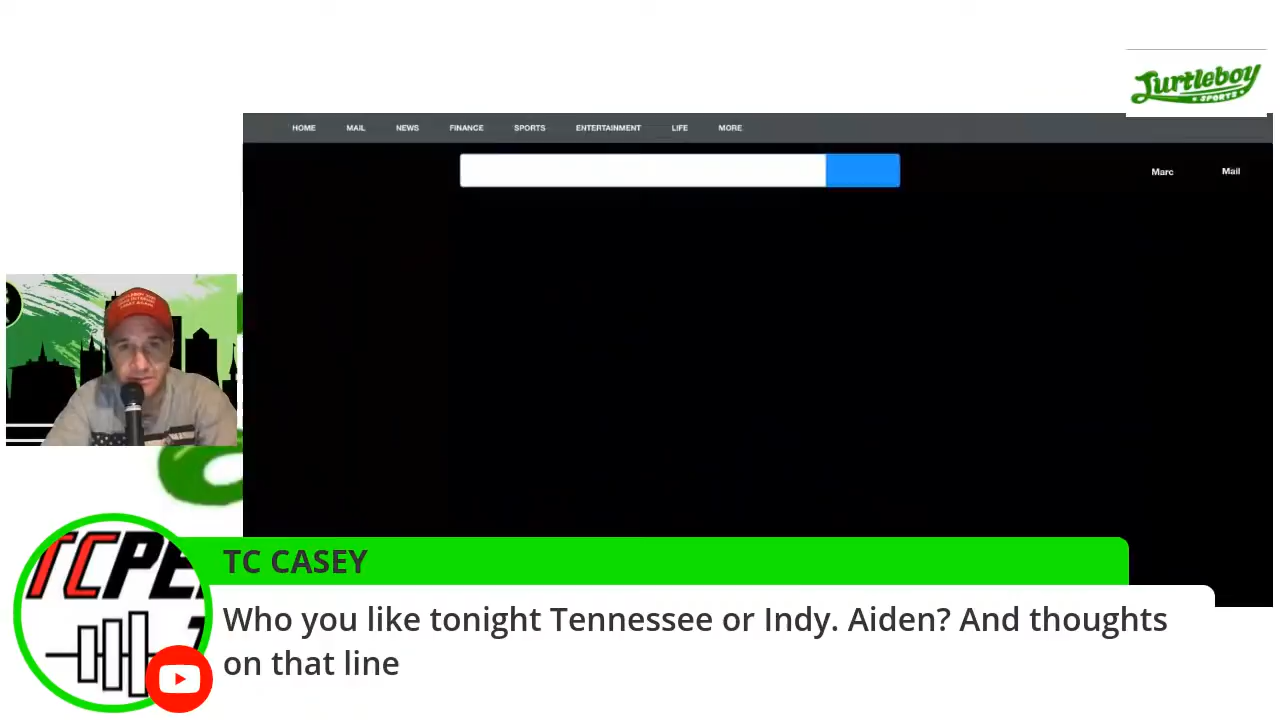 Turtleboy
SPORTS
HOME MAIL NEWS FINANCE SPORTS ENTERTAINMENT LIFE MORE
Marc Mail
TCPE
TC CASEY
Who you like tonight Tennessee or Indy. Aiden? And thoughts
on that line